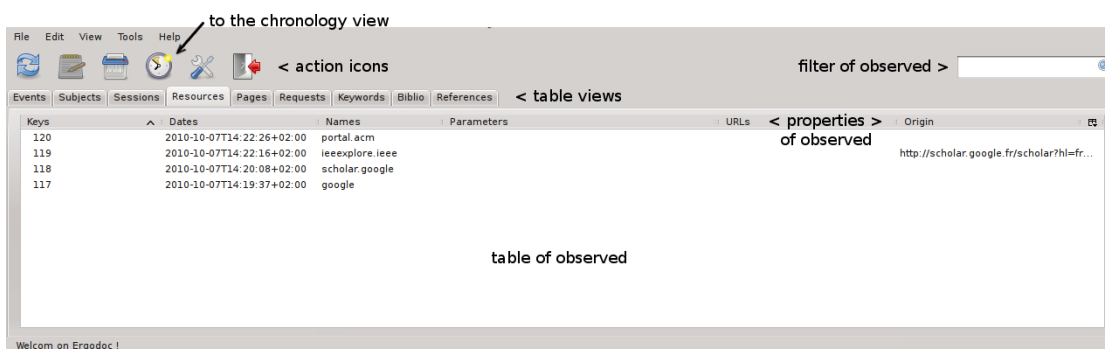 to the chronology view
File Edit View Tools Help
< action icons
filter of observed >
Events Subjects Sessions Resources Pages Requests Keywords Biblio References < table views
Keys Dates Names Parameters URLs < properties > Origin
of observed
120 2010-10-07T14:22:26+02:00 portal.acm
119 2010-10-07T14:22:16+02:00 ieeexplore.ieee http://scholar.google.fr/scholar?hl=fr...
118 2010-10-07T14:20:08+02:00 scholar.google
117 2010-10-07T14:19:37+02:00 google
table of observed
Welcom on Ergodoc !